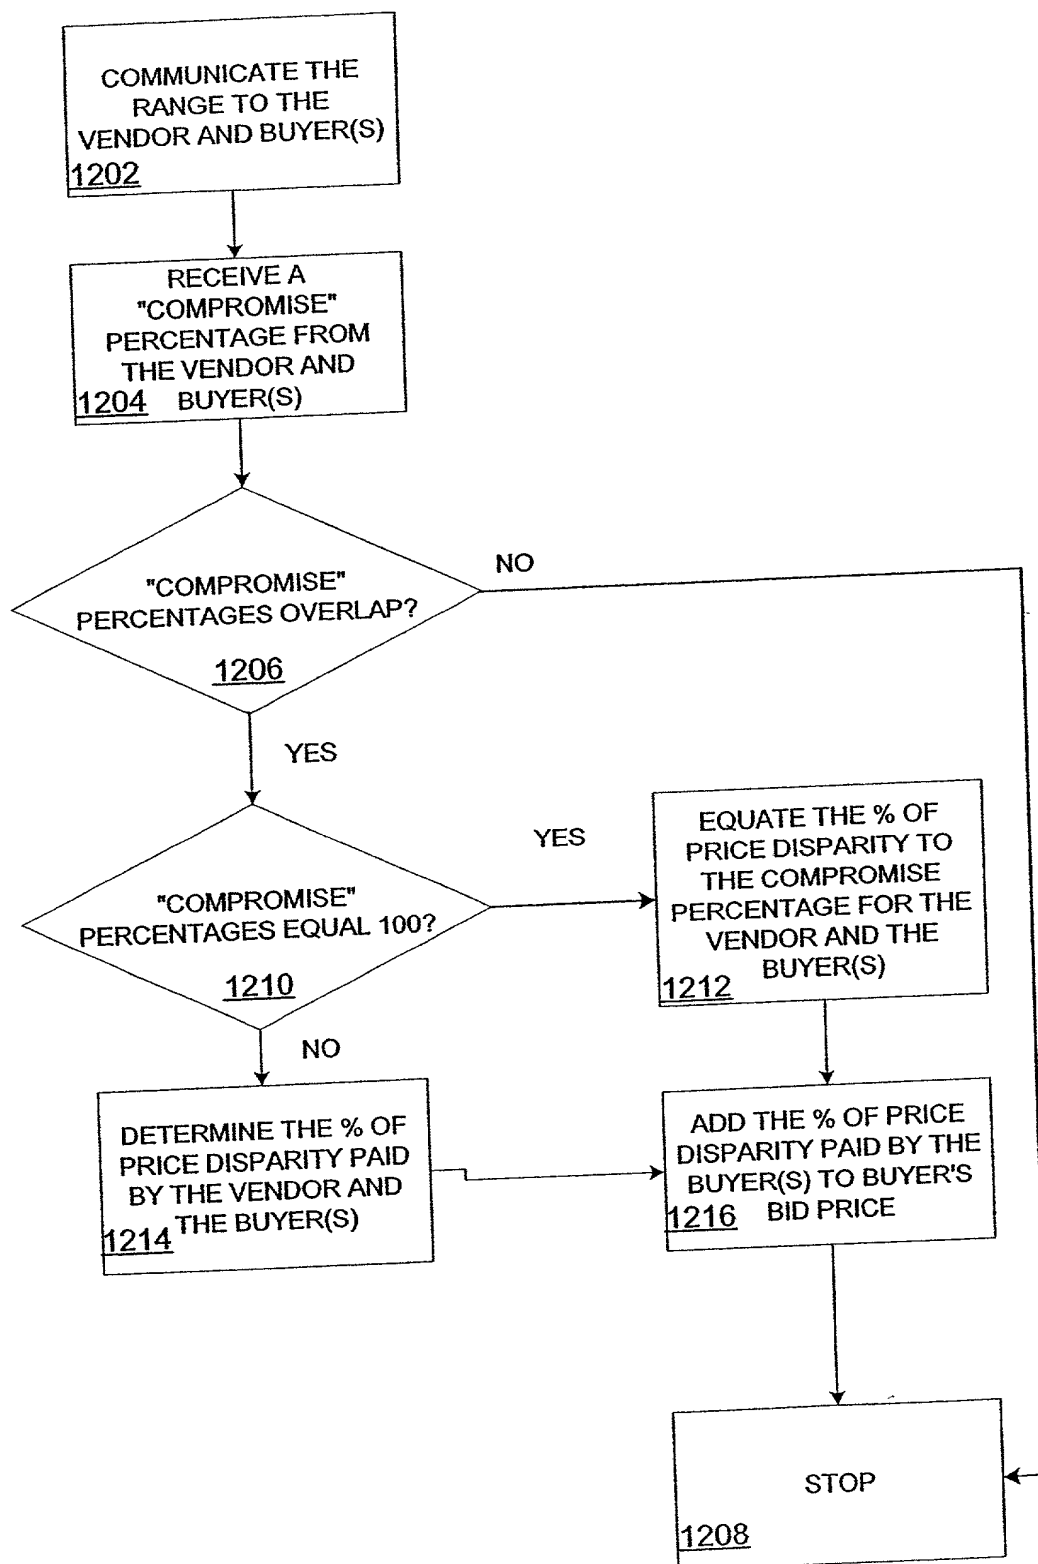 COMMUNICATE THE
RANGE TO THE
VENDOR AND BUYER(S)
1202
RECEIVE A
"COMPROMISE"
PERCENTAGE FROM
THE VENDOR AND
1204 BUYER(S)
"COMPROMISE"
PERCENTAGES OVERLAP?
1206
NO
YES
"COMPROMISE"
PERCENTAGES EQUAL 100?
1210
YES
NO
EQUATE THE % OF
PRICE DISPARITY TO
THE COMPROMISE
PERCENTAGE FOR THE
VENDOR AND THE
1212 BUYER(S)
DETERMINE THE % OF
PRICE DISPARITY PAID
BY THE VENDOR AND
1214 THE BUYER(S)
ADD THE % OF PRICE
DISPARITY PAID BY THE
BUYER(S) TO BUYER'S
1216 BID PRICE
STOP
1208